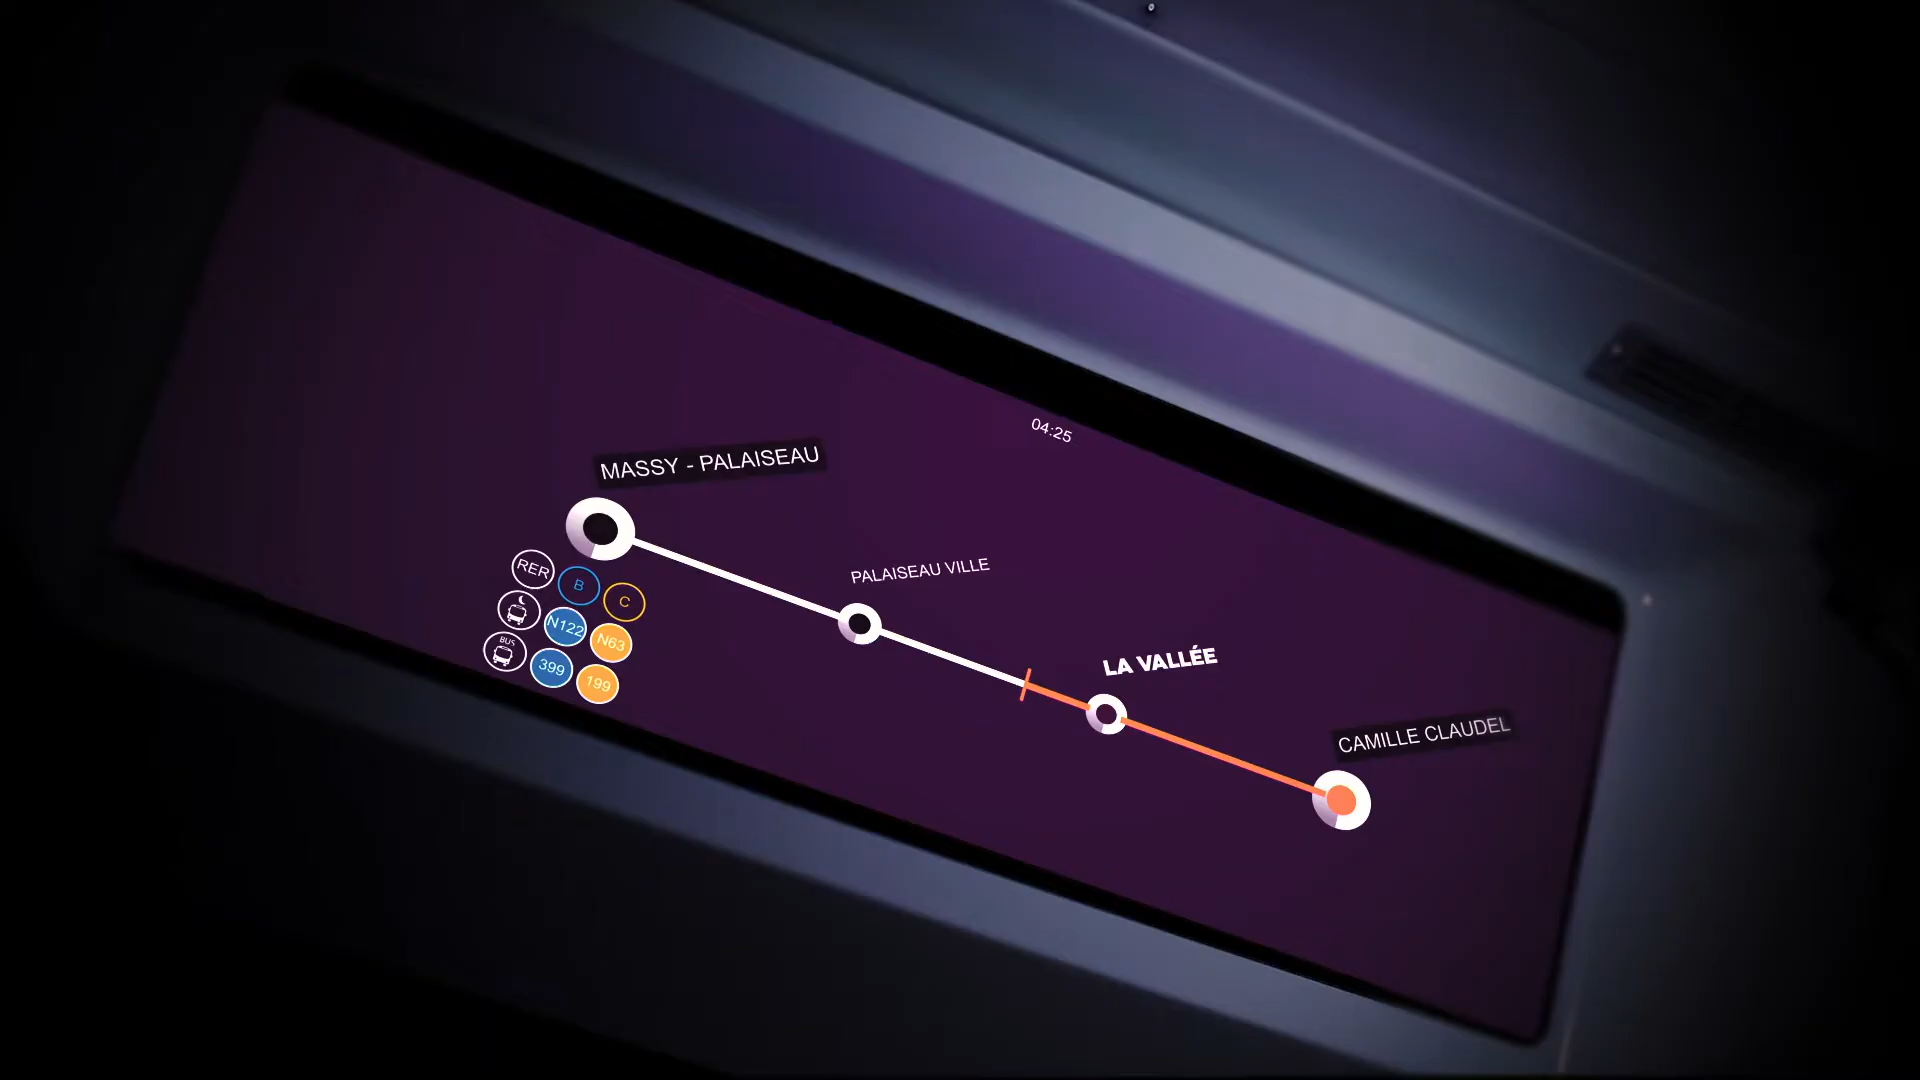 04:25
MASSY - PALAISEAU
PALAISEAU VILLE
LA VALLÉE
CAMILLE CLAUDEL
RER B C
N122 N63
BUS 399 199